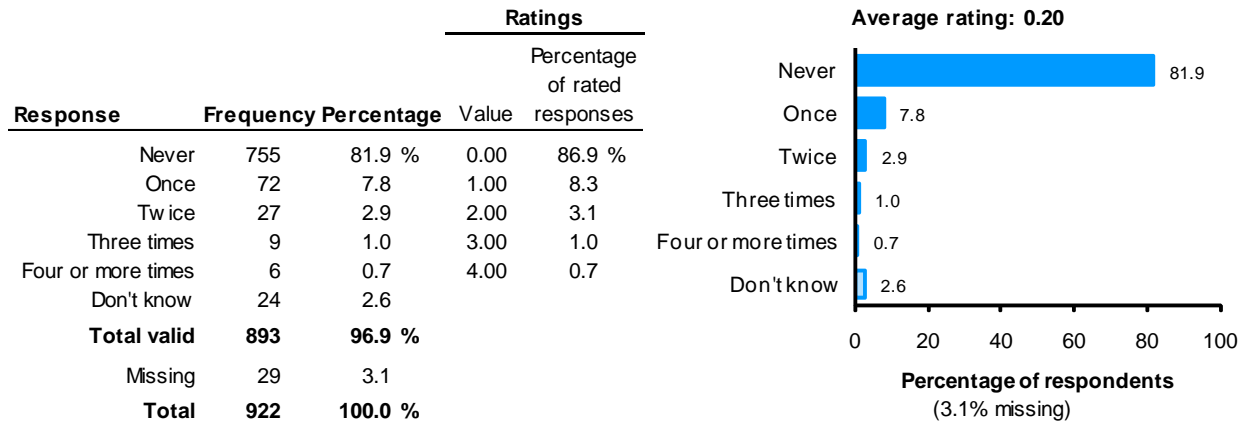 Ratings
Response Frequency Percentage Value Percentage of rated responses
Never 755 81.9 % 0.00 86.9 %
Once 72 7.8 1.00 8.3
Twice 27 2.9 2.00 3.1
Three times 9 1.0 3.00 1.0
Four or more times 6 0.7 4.00 0.7
Don't know 24 2.6
Total valid 893 96.9 %
Missing 29 3.1
Total 922 100.0 %
Average rating: 0.20
Never 81.9
Once 7.8
Twice 2.9
Three times 1.0
Four or more times 0.7
Don't know 2.6
0 20 40 60 80 100
Percentage of respondents
(3.1% missing)